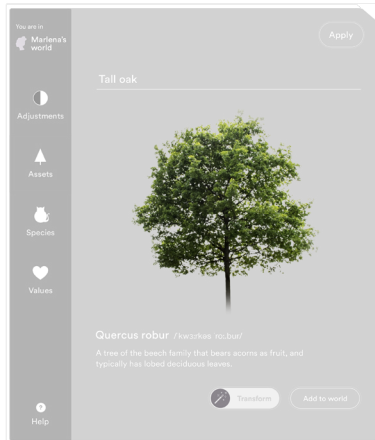 You are in
Marlena's
world
Apply
Tall oak
Adjustments
Assets
Species
Values
Quercus robur
A tree of the beech family that bears acorns as fruit, and
typically has lobed deciduous leaves.
Transform
Add to world
Help